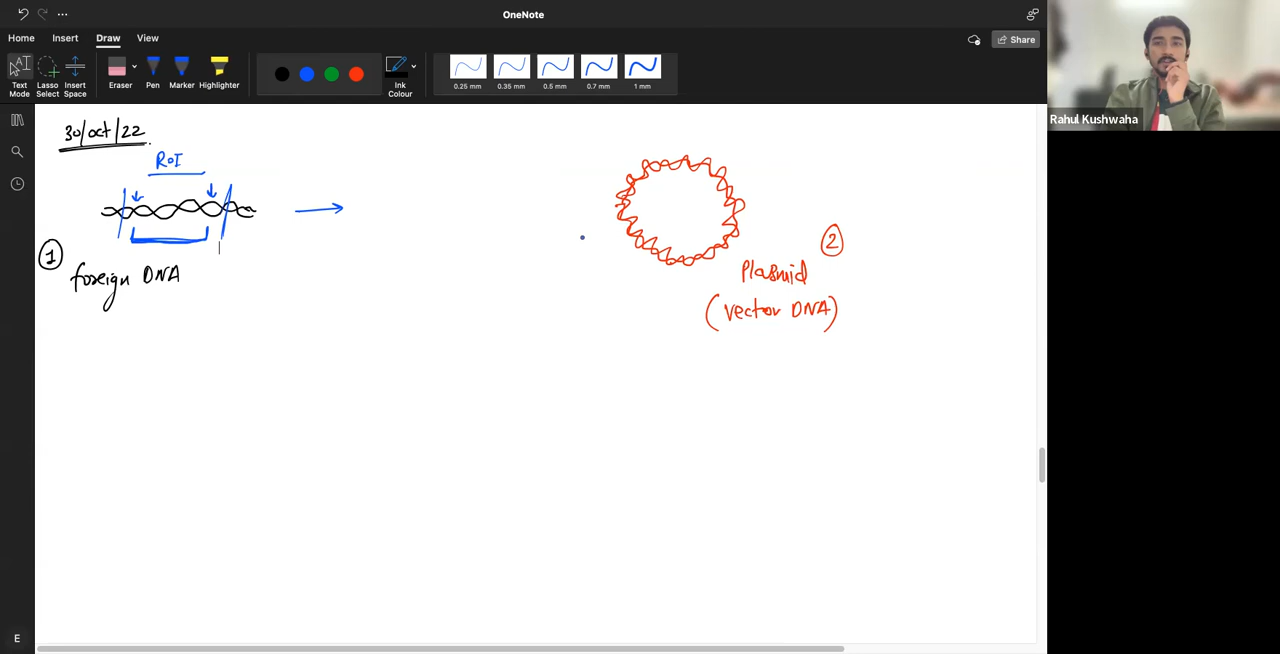 OneNote
Home Insert Draw View
Share
Text Mode
Lasso Select
Insert Space
Eraser
Pen
Marker
Highlighter
Ink Colour
0.25 mm
0.35 mm
0.5 mm
0.7 mm
1 mm
Rahul Kushwaha
30/oct/22
ROI
1
foreign DNA
2
Plasmid
(vector DNA)
E